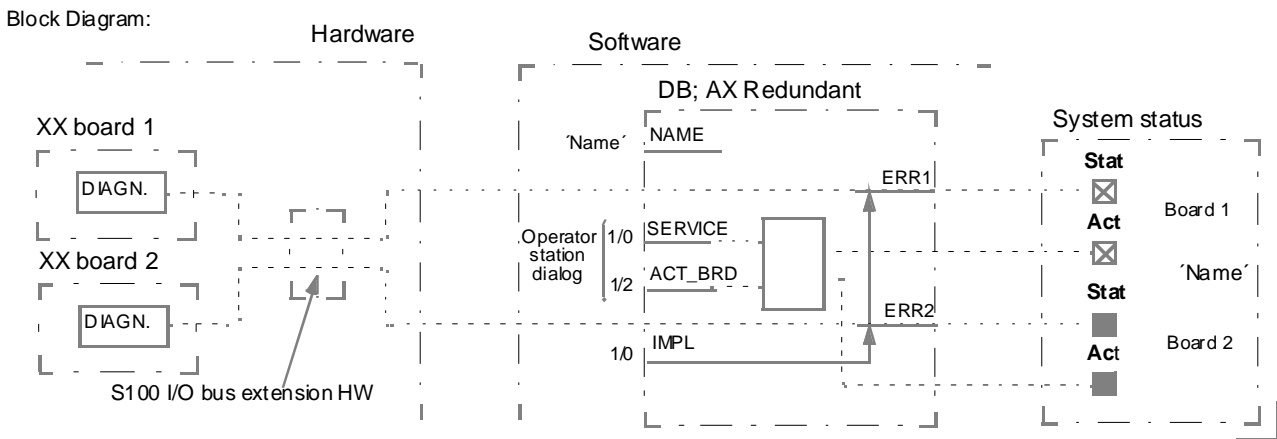 Block Diagram:
Hardware
Software
DB; AX Redundant
System status
XX board 1
DIAGN.
XX board 2
DIAGN.
S100 I/O bus extension HW
´Name´
NAME
ERR1
Operator
station
dialog
1/0
SERVICE
1/2
ACT_BRD
ERR2
1/0
IMPL
Stat
Board 1
Act
´Name´
Stat
Board 2
Act